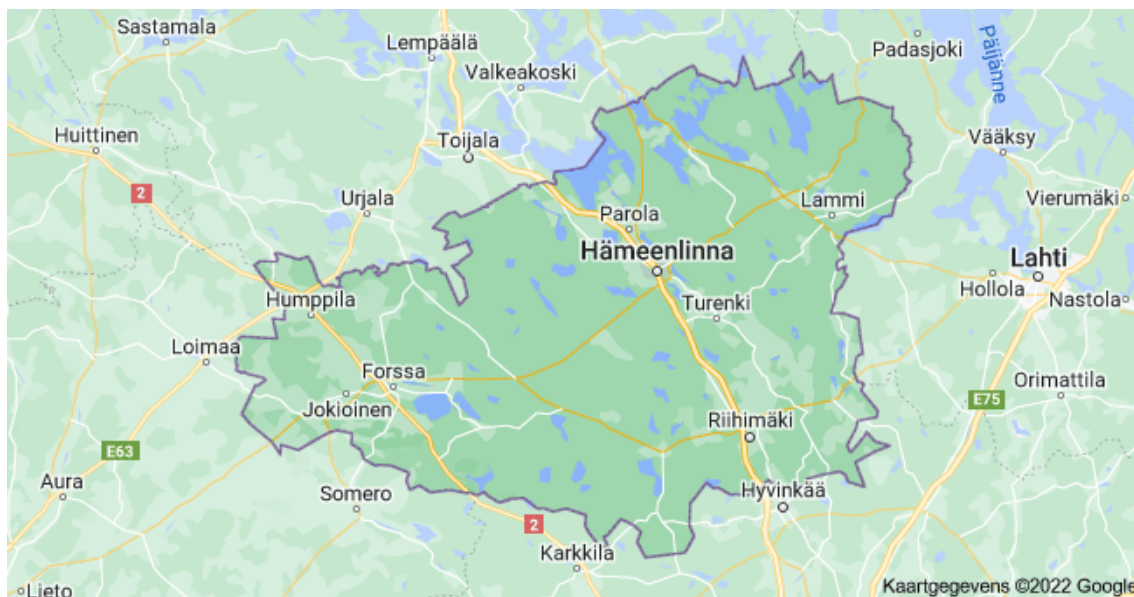 Sastamala
Lempäälä
Padasjoki
Päijänne
Valkeakoski
Huittinen
Toijala
Vääksy
2
Urjala
Lammi
Vierumäki
Parola
Hämeenlinna
Lahti
Hollola
Nastola
Humppila
Turenki
Loimaa
Forssa
Orimattila
Jokioinen
E75
Riihimäki
E63
Aura
Somero
Hyvinkää
2
Karkkila
Lieto
Kaartgegevens ©2022 Google